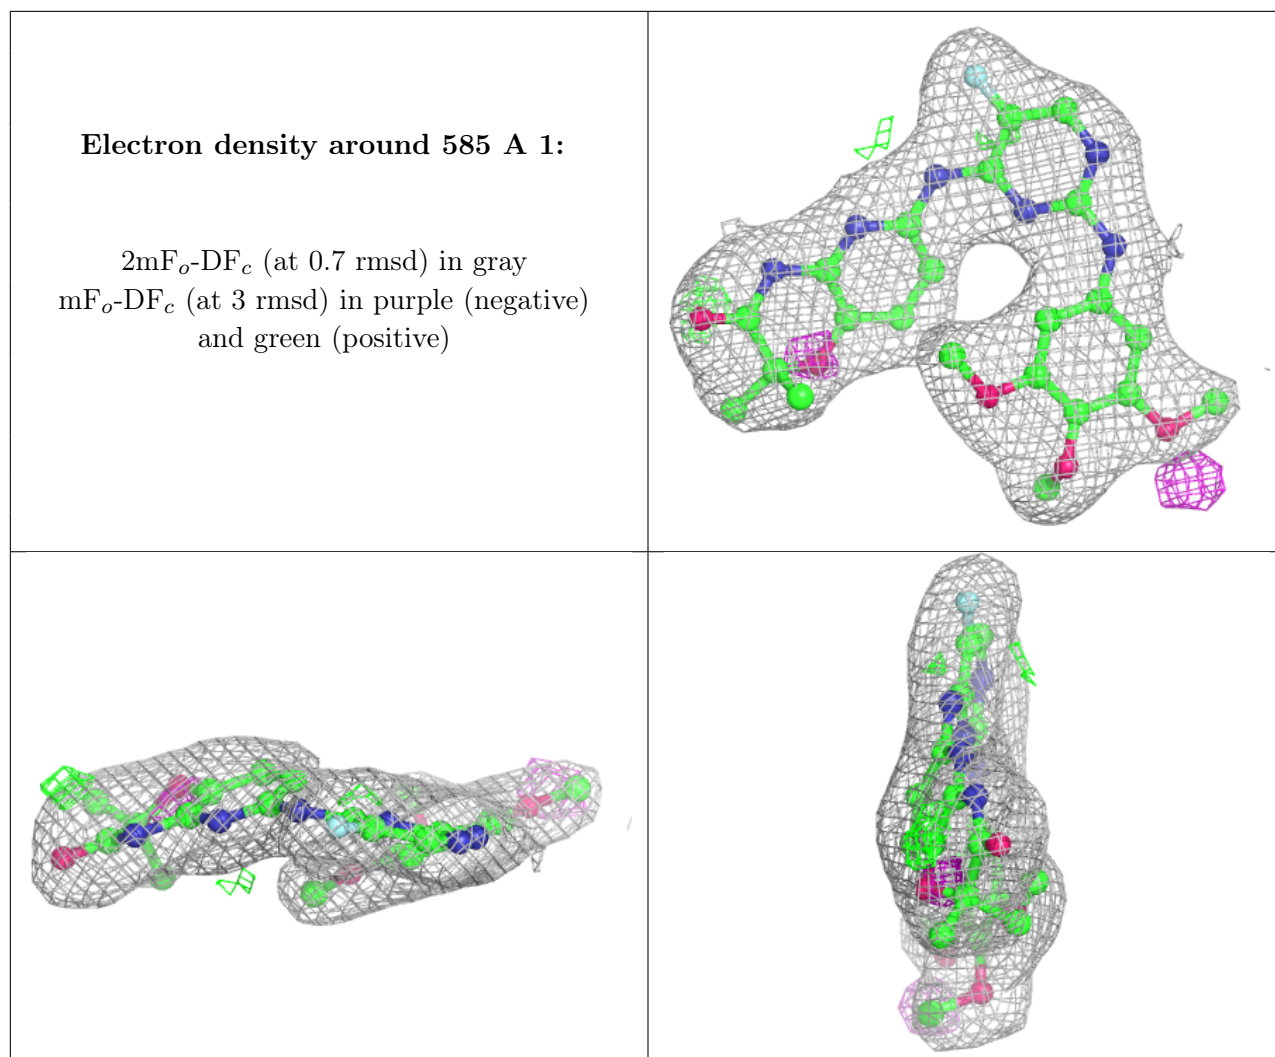 Electron density around 585 A 1:
2mFₒ-DF𝒸 (at 0.7 rmsd) in gray
mFₒ-DF𝒸 (at 3 rmsd) in purple (negative)
and green (positive)